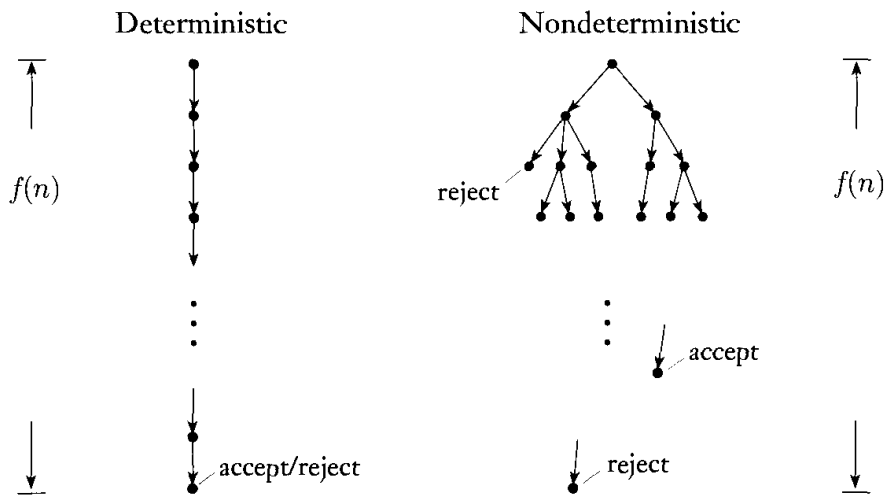 Deterministic
Nondeterministic
f(n)
reject
f(n)
accept
accept/reject
reject